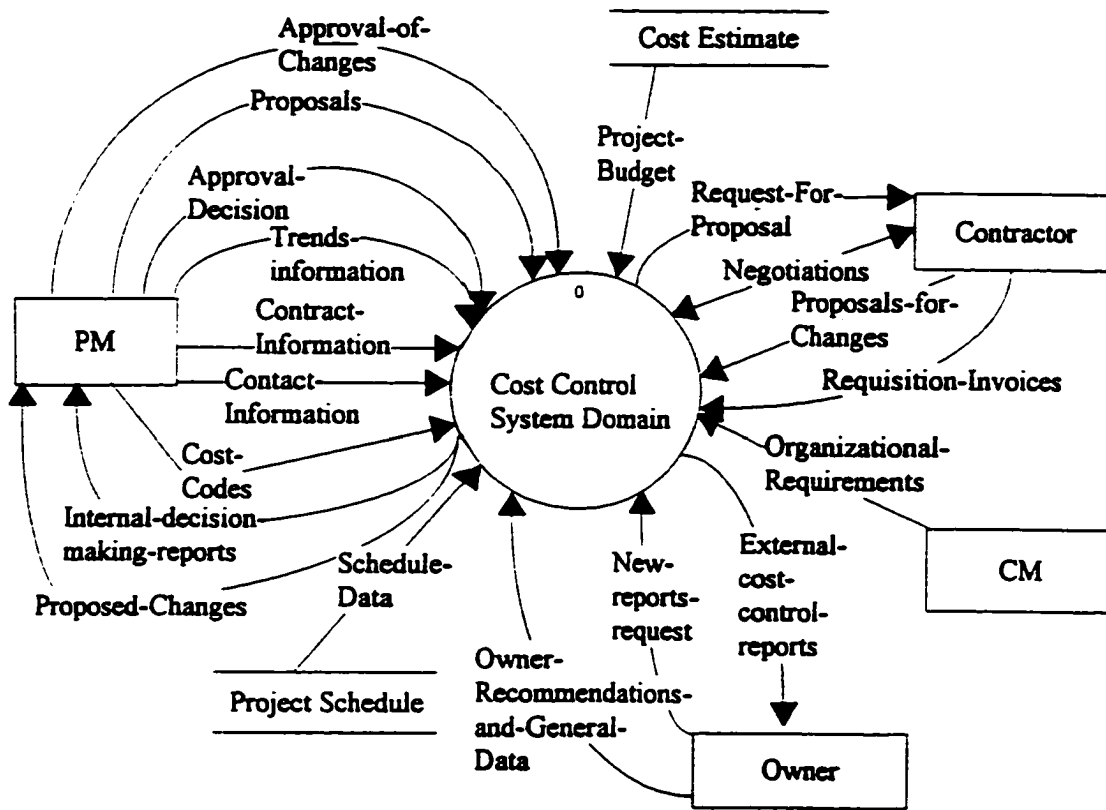 Approval-of-
Changes
Cost Estimate
Proposals
Project-
Budget
Approval-
Decision
Request-For-
Proposal
Contractor
Trends-
information
Negotiations
0
Proposals-for-
Changes
Contract-
Information
PM
Contact-
Information
Cost Control
System Domain
Requisition-Invoices
Cost-
Codes
Organizational-
Requirements
Internal-decision-
making-reports
Schedule-
Data
New-
reports-
request
External-
cost-
control-
reports
CM
Proposed-Changes
Owner-
Recommendations-
and-General-
Data
Project Schedule
Owner